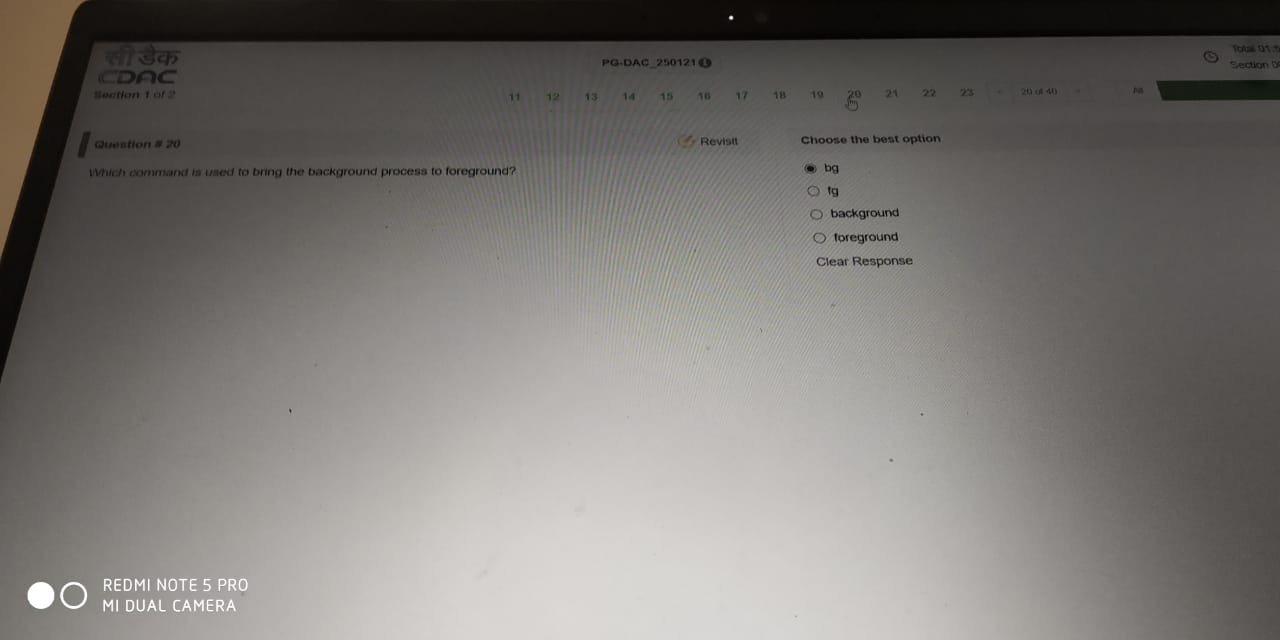 सी डैक
CDAC
Section 1 of 2
PG-DAC_250121
Total 01:5
Section 0
11 12 13 14 15 16 17 18 19 20 21 22 23 20 of 40 All
Question # 20
Revisit
Which command is used to bring the background process to foreground?
Choose the best option
bg
fg
background
foreground
Clear Response
REDMI NOTE 5 PRO
MI DUAL CAMERA